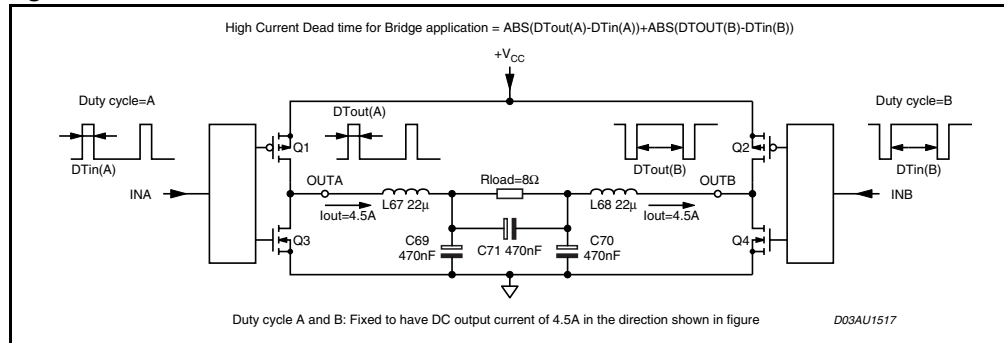 High Current Dead time for Bridge application = ABS(DTout(A)-DTin(A))+ABS(DTOUT(B)-DTin(B))
+VCC
Duty cycle=A
DTout(A)
Duty cycle=B
DTin(A)
Q1
DTout(B)
Q2
DTin(B)
INA
OUTA
Rload=8Ω
OUTB
INB
L67 22µ
L68 22µ
Iout=4.5A
Iout=4.5A
Q3
C69
470nF
C71 470nF
C70
470nF
Q4
Duty cycle A and B: Fixed to have DC output current of 4.5A in the direction shown in figure
D03AU1517